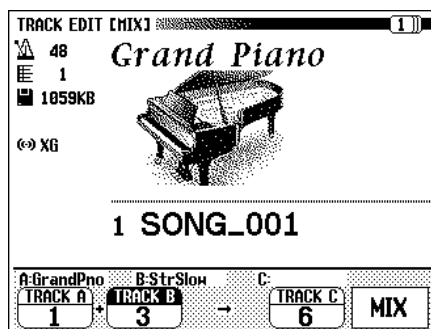 TRACK EDIT [MIX] 1
48
1
1059KB
XG
Grand Piano
1 SONG_001
A:GrandPno B:StrSlow C:
TRACK A TRACK B TRACK C
1 + 3 → 6 MIX